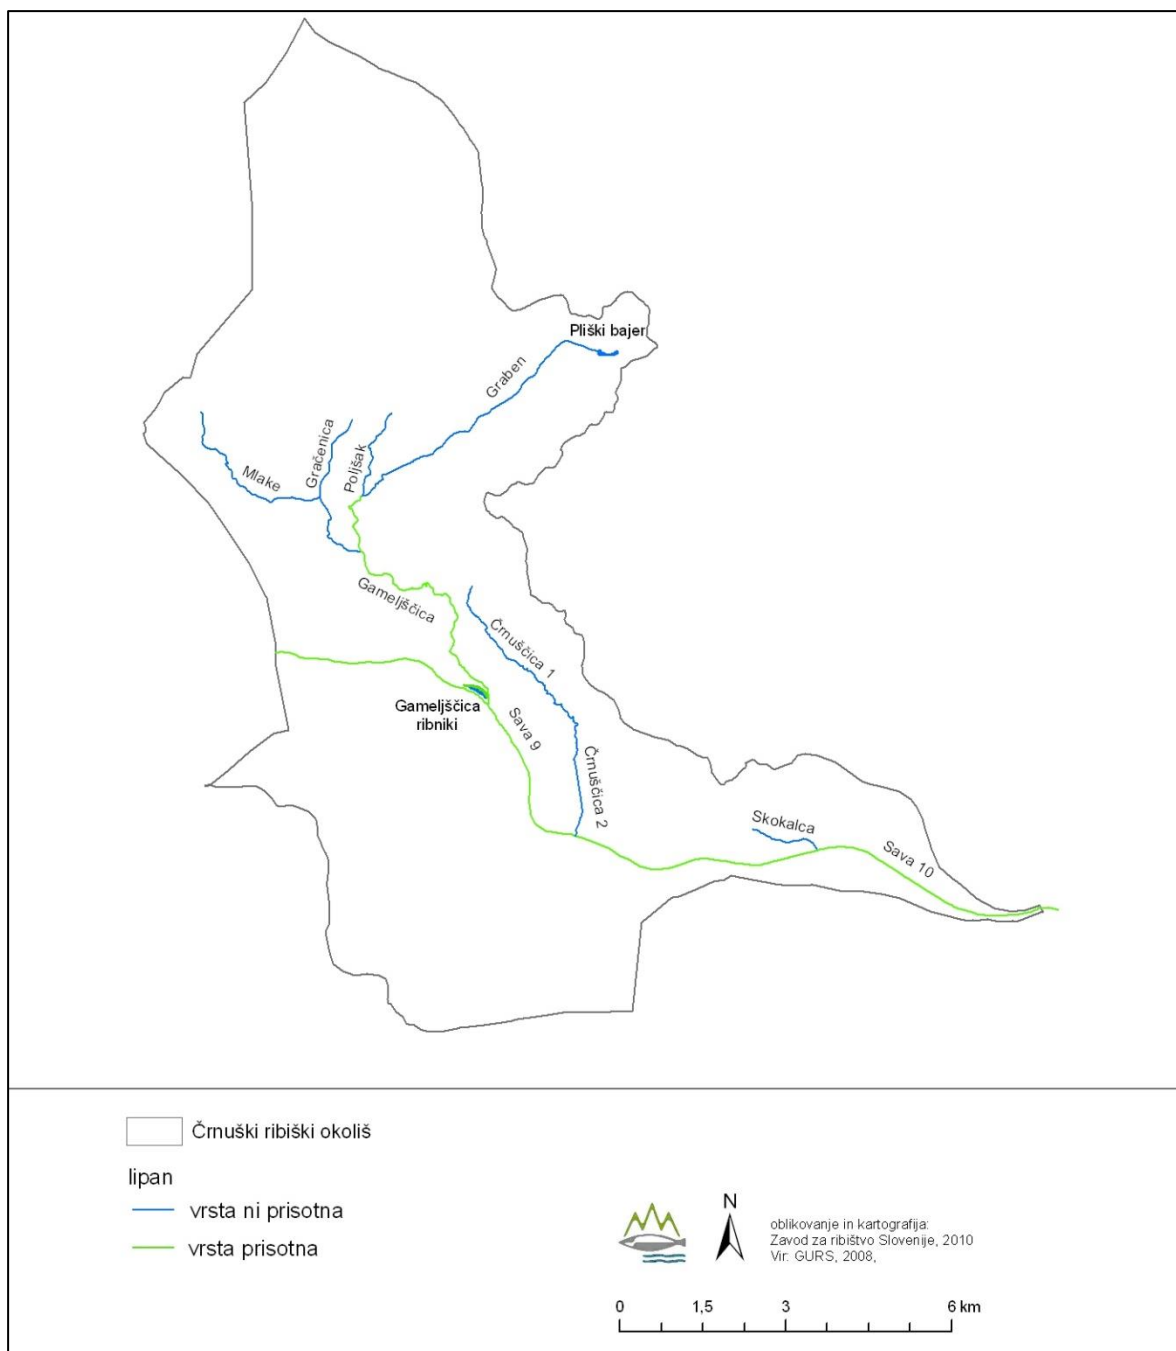 Pliški bajer
Graben
Gračenica
Poljšak
Mlake
Gameljščica
Črnuščica 1
Gameljščica
ribniki
Sava 9
Črnuščica 2
Skokalca
Sava 10
Črnuški ribiški okoliš
lipan
vrsta ni prisotna
vrsta prisotna
N
oblikovanje in kartografija:
Zavod za ribištvo Slovenije, 2010
Vir: GURS, 2008,
0 1,5 3 6 km